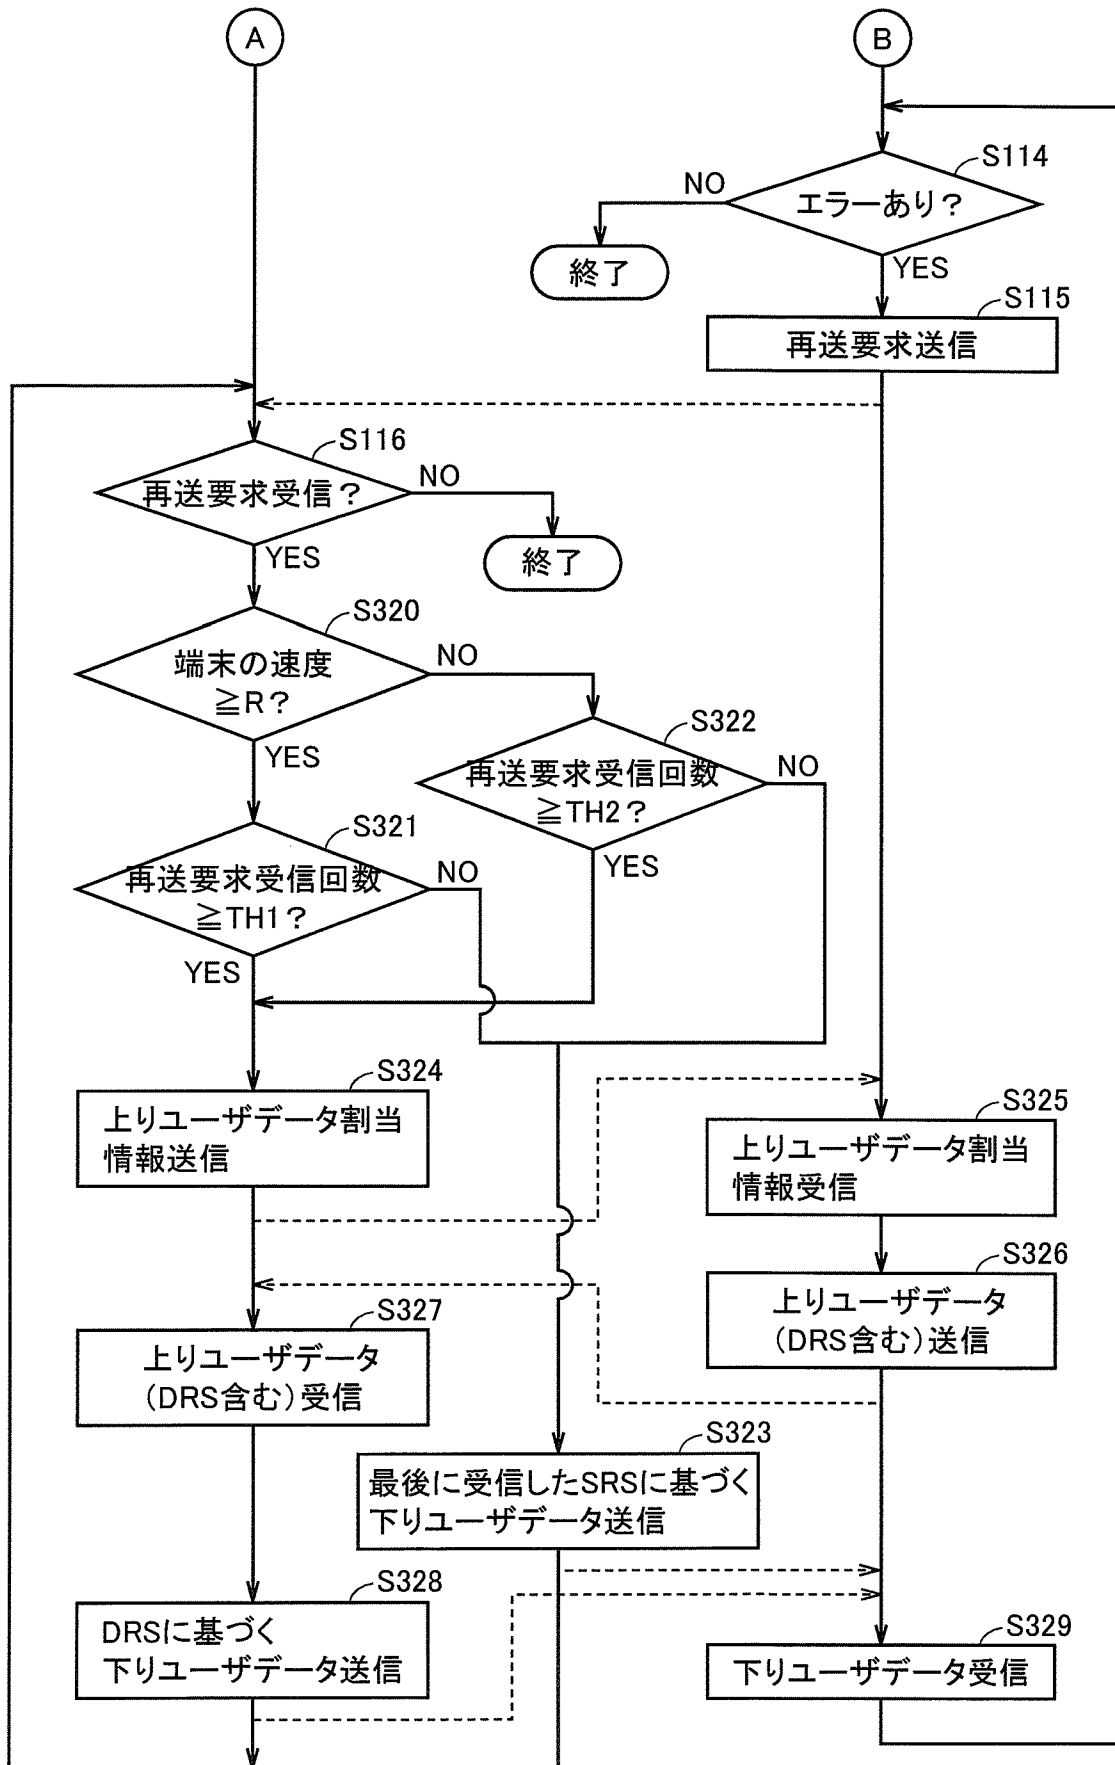 A
B
S114
エラーあり？
NO
終了
YES
S115
再送要求送信
S116
再送要求受信？
NO
終了
YES
S320
端末の速度
≧R？
NO
YES
S322
再送要求受信回数
≧TH2？
NO
YES
S321
再送要求受信回数
≧TH1？
NO
YES
S324
上りユーザデータ割当
情報送信
S325
上りユーザデータ割当
情報受信
S326
上りユーザデータ
（DRS含む）送信
S327
上りユーザデータ
（DRS含む）受信
S323
最後に受信したSRSに基づく
下りユーザデータ送信
S328
DRSに基づく
下りユーザデータ送信
S329
下りユーザデータ受信